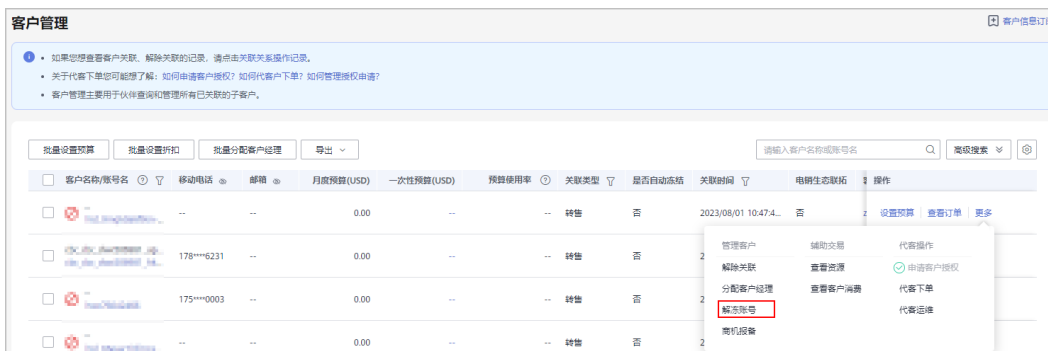 客户管理
客户信息订
如果您想查看客户关联、解除关联的记录，请点击关联关系操作记录。
关于代客下单您可能想了解：如何申请客户授权？如何代客户下单？如何管理授权申请？
客户管理主要用于伙伴查询和管理所有已关联的子客户。
批量设置预算 批量设置折扣 批量分配客户经理 导出 请输入客户名称或账号名 高级搜索
客户名称/账号名 移动电话 邮箱 月度预算(USD) 一次性预算(USD) 预算使用率 关联类型 是否自动冻结 关联时间 电销生态联拓 操作
-- -- -- 0.00 -- -- 转售 否 2023/08/01 10:47:4... 否 设置预算 查看订单 更多
178****6231 -- 0.00 -- -- 转售 否 2
管理客户 辅助交易 代客操作
解除关联 查看资源 申请客户授权
分配客户经理 查看客户消费 代客下单
-- 175****0003 -- 0.00 -- -- 转售 否 2
解冻账号 代客运维
商机报备
-- -- -- 0.00 -- -- 转售 否 2